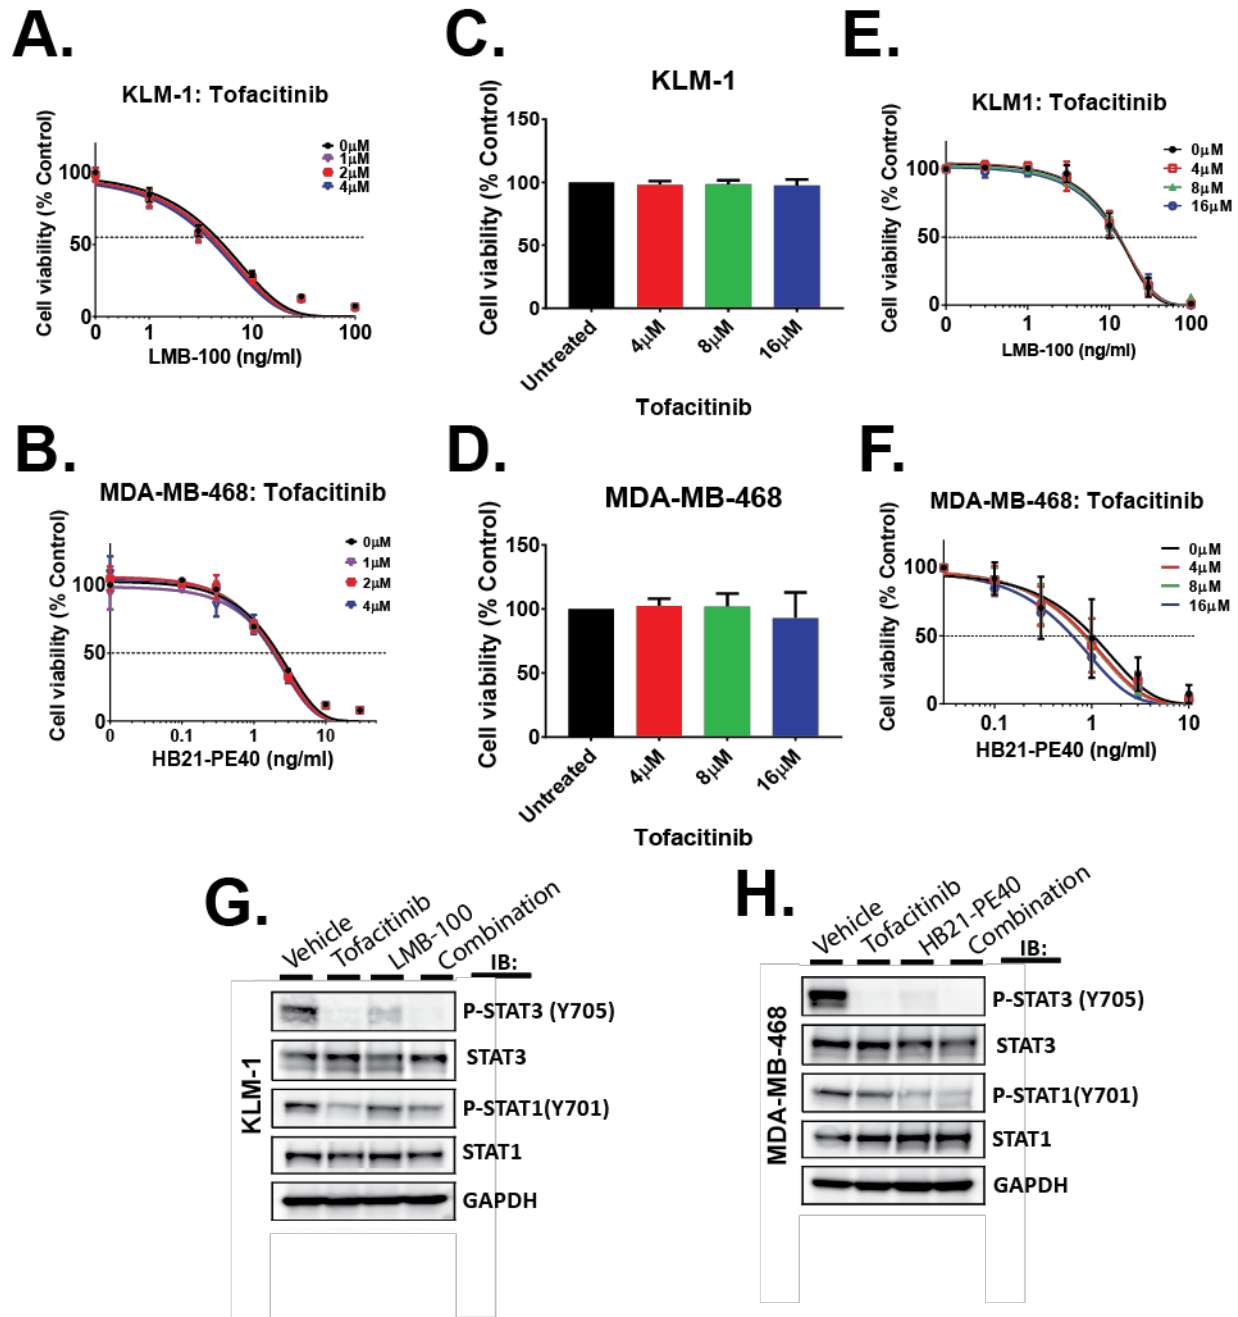 A.
KLM-1: Tofacitinib
Cell viability (% Control)
100
50
0
0
1
10
100
LMB-100 (ng/ml)
0µM
1µM
2µM
4µM
C.
KLM-1
Cell viability (% Control)
150
100
50
0
Untreated
4µM
8µM
16µM
Tofacitinib
E.
KLM1: Tofacitinib
Cell viability (% Control)
100
50
0
0
1
10
100
LMB-100 (ng/ml)
0µM
4µM
8µM
16µM
B.
MDA-MB-468: Tofacitinib
Cell viability (% Control)
100
50
0
0
0.1
1
10
HB21-PE40 (ng/ml)
0µM
1µM
2µM
4µM
D.
MDA-MB-468
Cell viability (% Control)
150
100
50
0
Untreated
4µM
8µM
16µM
Tofacitinib
F.
MDA-MB-468: Tofacitinib
Cell viability (% Control)
100
50
0
0.1
1
10
HB21-PE40 (ng/ml)
0µM
4µM
8µM
16µM
G.
Vehicle
Tofacitinib
LMB-100
Combination
IB:
KLM-1
P-STAT3 (Y705)
STAT3
P-STAT1(Y701)
STAT1
GAPDH
H.
Vehicle
Tofacitinib
HB21-PE40
Combination
IB:
MDA-MB-468
P-STAT3 (Y705)
STAT3
P-STAT1(Y701)
STAT1
GAPDH